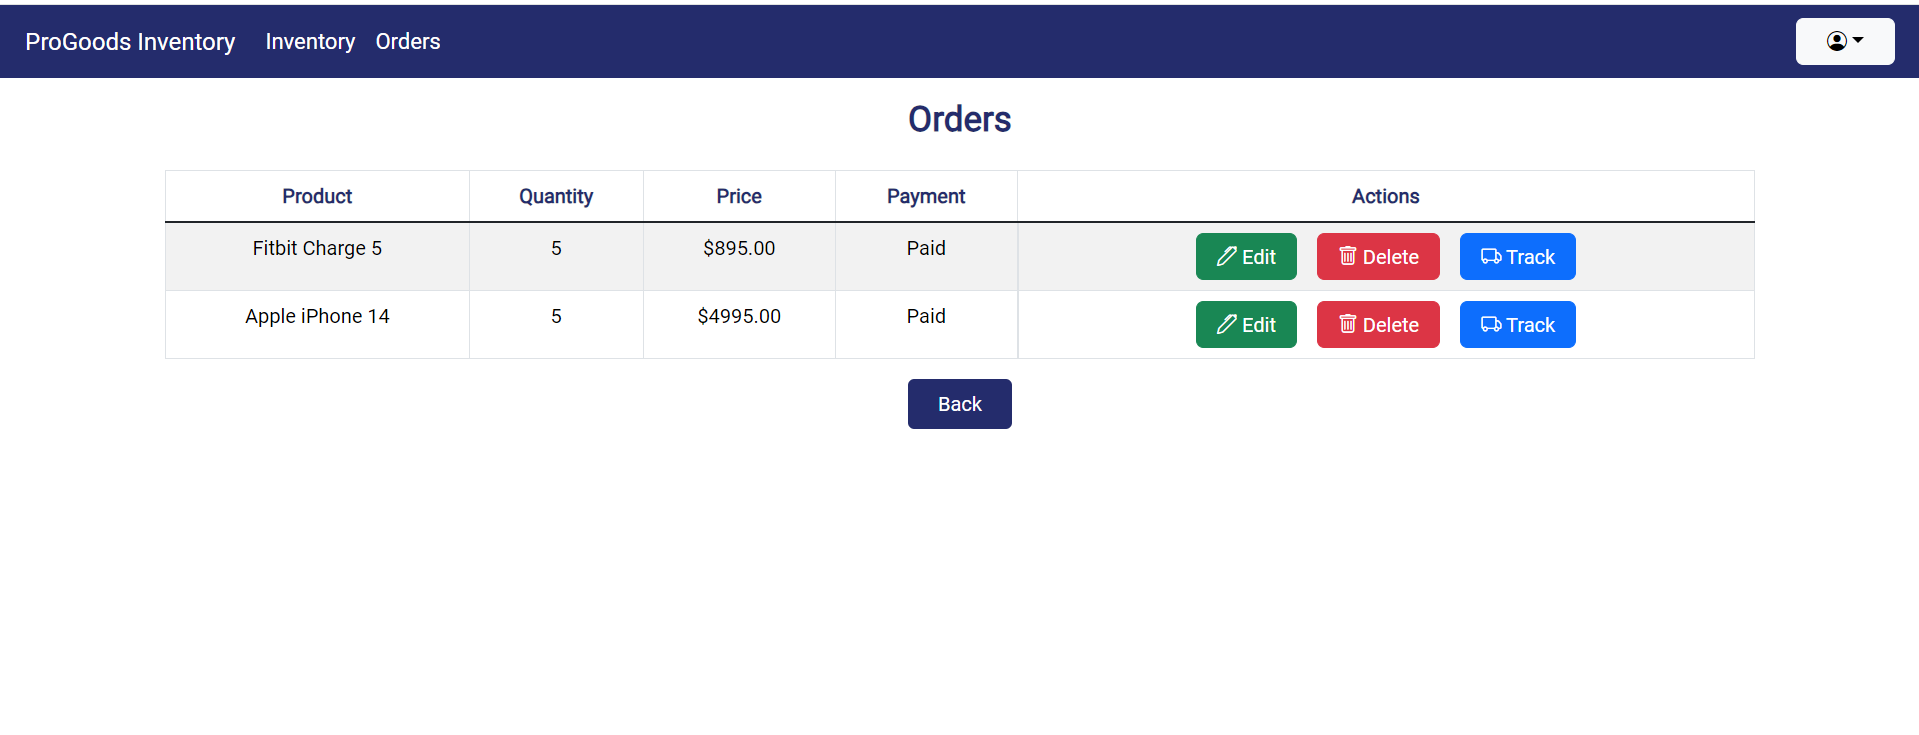 ProGoods Inventory Inventory Orders
Orders
Product Quantity Price Payment Actions
Fitbit Charge 5 5 $895.00 Paid Edit Delete Track
Apple iPhone 14 5 $4995.00 Paid Edit Delete Track
Back